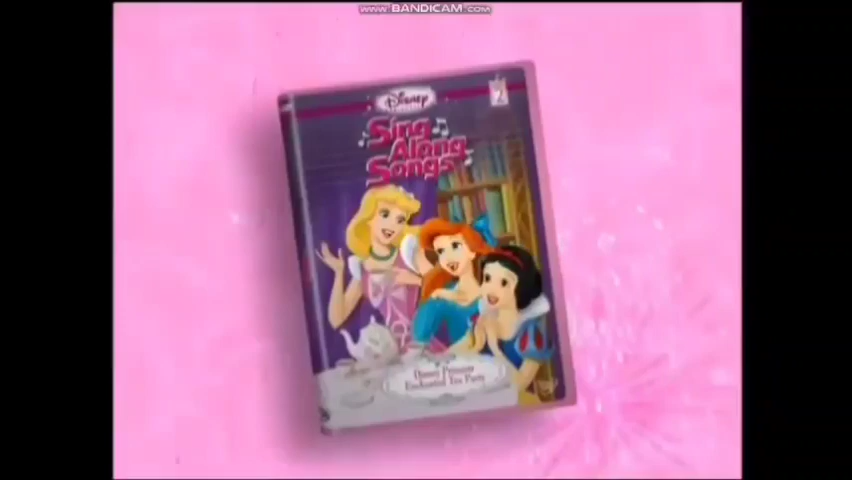 www.BANDICAM.com
Disney
Sing
Along
Songs
Disney Princess
Enchanted Tea Party